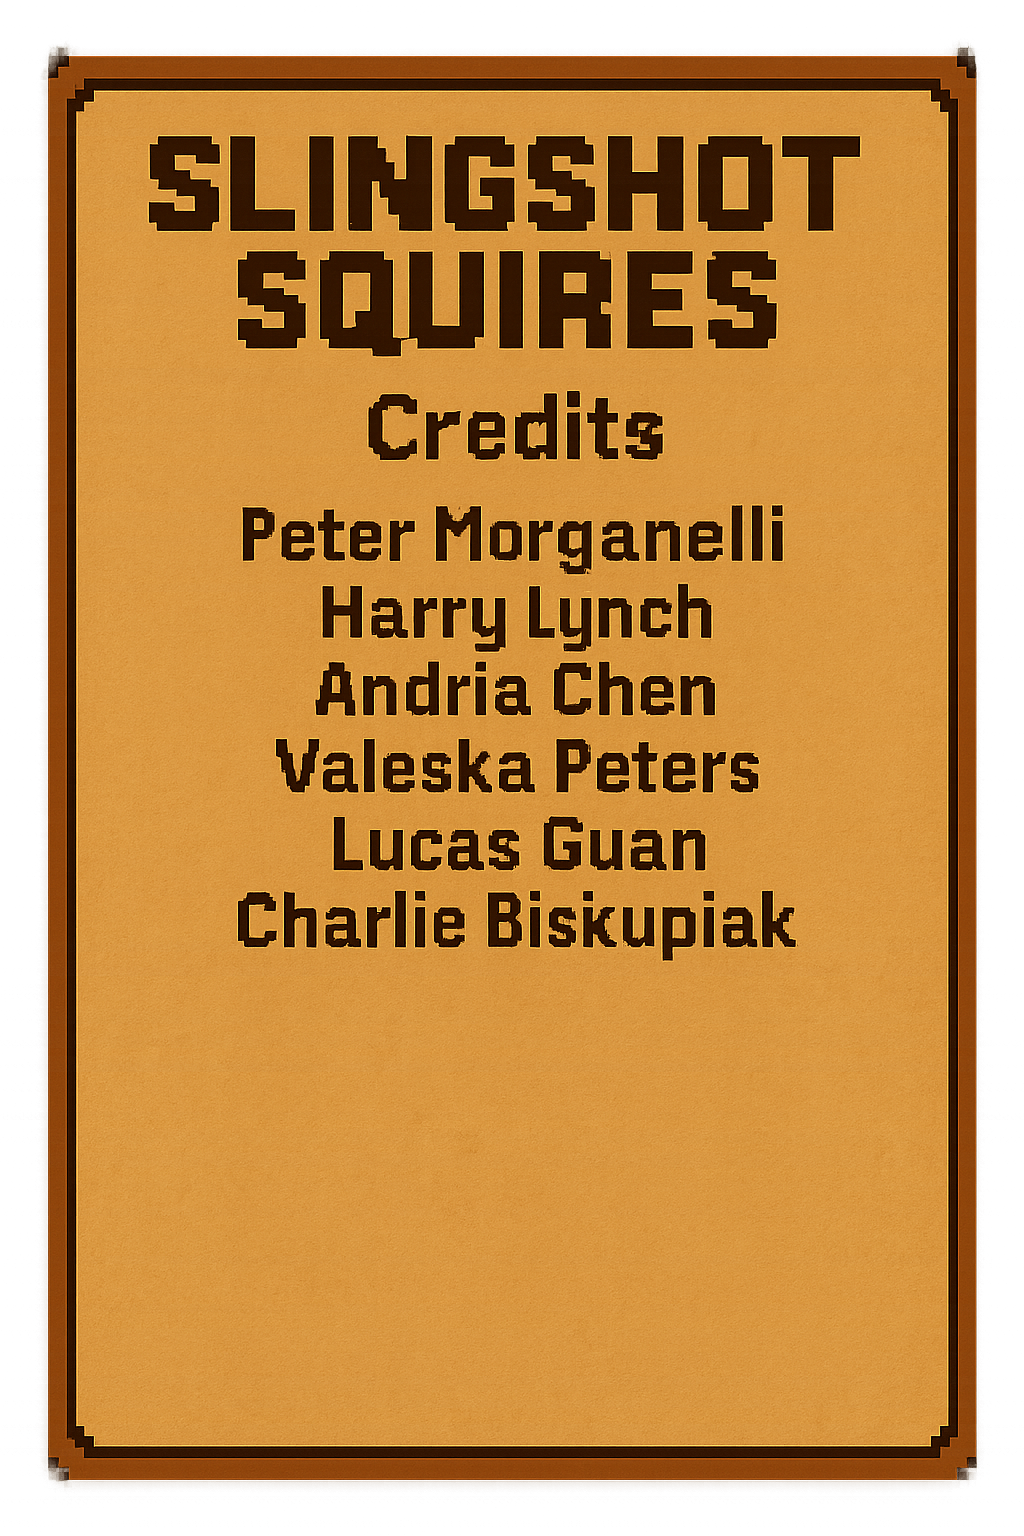 SLINGSHOT
SQUIRES
Credits
Peter Morganelli
Harry Lynch
Andria Chen
Valeska Peters
Lucas Guan
Charlie Biskupiak